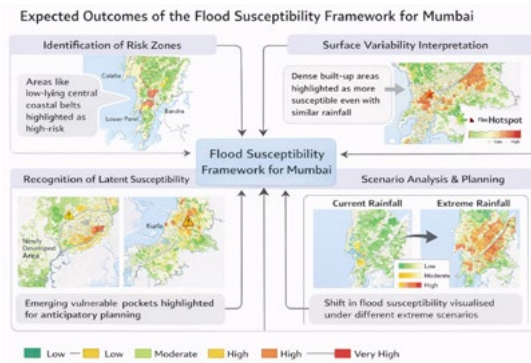 Expected Outcomes of the Flood Susceptibility Framework for Mumbai
Identification of Risk Zones
Colaba
Areas like
low-lying central
coastal belts
highlighted as
high-risk
Bandra
Lower Parel
Surface Variability Interpretation
Dense built-up areas
highlighted as more
susceptible even with
similar rainfall
Hotspot
High
Flood Susceptibility
Framework for Mumbai
Recognition of Latent Susceptibility
Newly
Developed
Area
Kurla
Emerging vulnerable pockets highlighted
for anticipatory planning
Scenario Analysis & Planning
Current Rainfall
Extreme Rainfall
Low
Moderate
High
Low
Shift in flood susceptibility visualised
under different extreme scenarios
Low
Low
Moderate
High
High
Very High